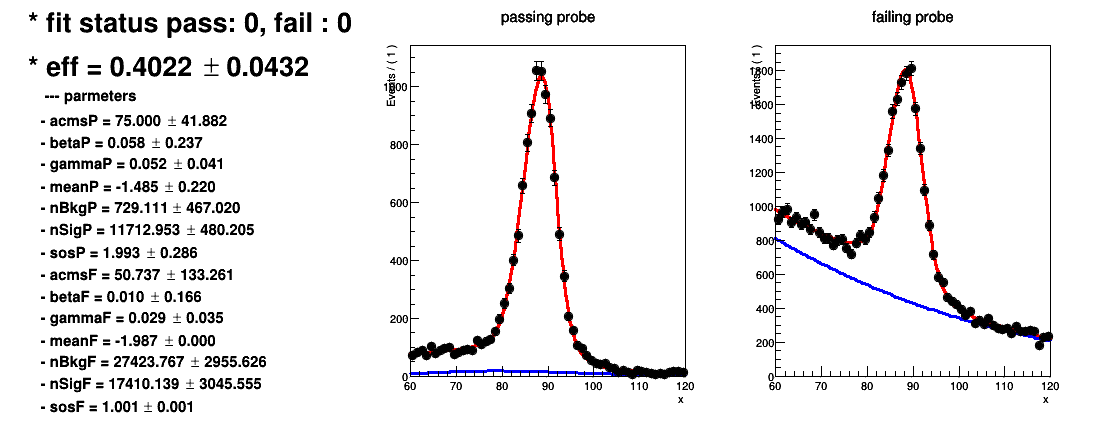 * fit status pass: 0, fail : 0
* eff = 0.4022 ± 0.0432
--- parmeters
- acmsP = 75.000 ± 41.882
- betaP = 0.058 ± 0.237
- gammaP = 0.052 ± 0.041
- meanP = -1.485 ± 0.220
- nBkgP = 729.111 ± 467.020
- nSigP = 11712.953 ± 480.205
- sosP = 1.993 ± 0.286
- acmsF = 50.737 ± 133.261
- betaF = 0.010 ± 0.166
- gammaF = 0.029 ± 0.035
- meanF = -1.987 ± 0.000
- nBkgF = 27423.767 ± 2955.626
- nSigF = 17410.139 ± 3045.555
- sosF = 1.001 ± 0.001
passing probe
Events / ( 1 )
1000
800
600
400
200
0
60 70 80 90 100 110 120
x
failing probe
Events / ( 1 )
1800
1600
1400
1200
1000
800
600
400
200
0
60 70 80 90 100 110 120
x